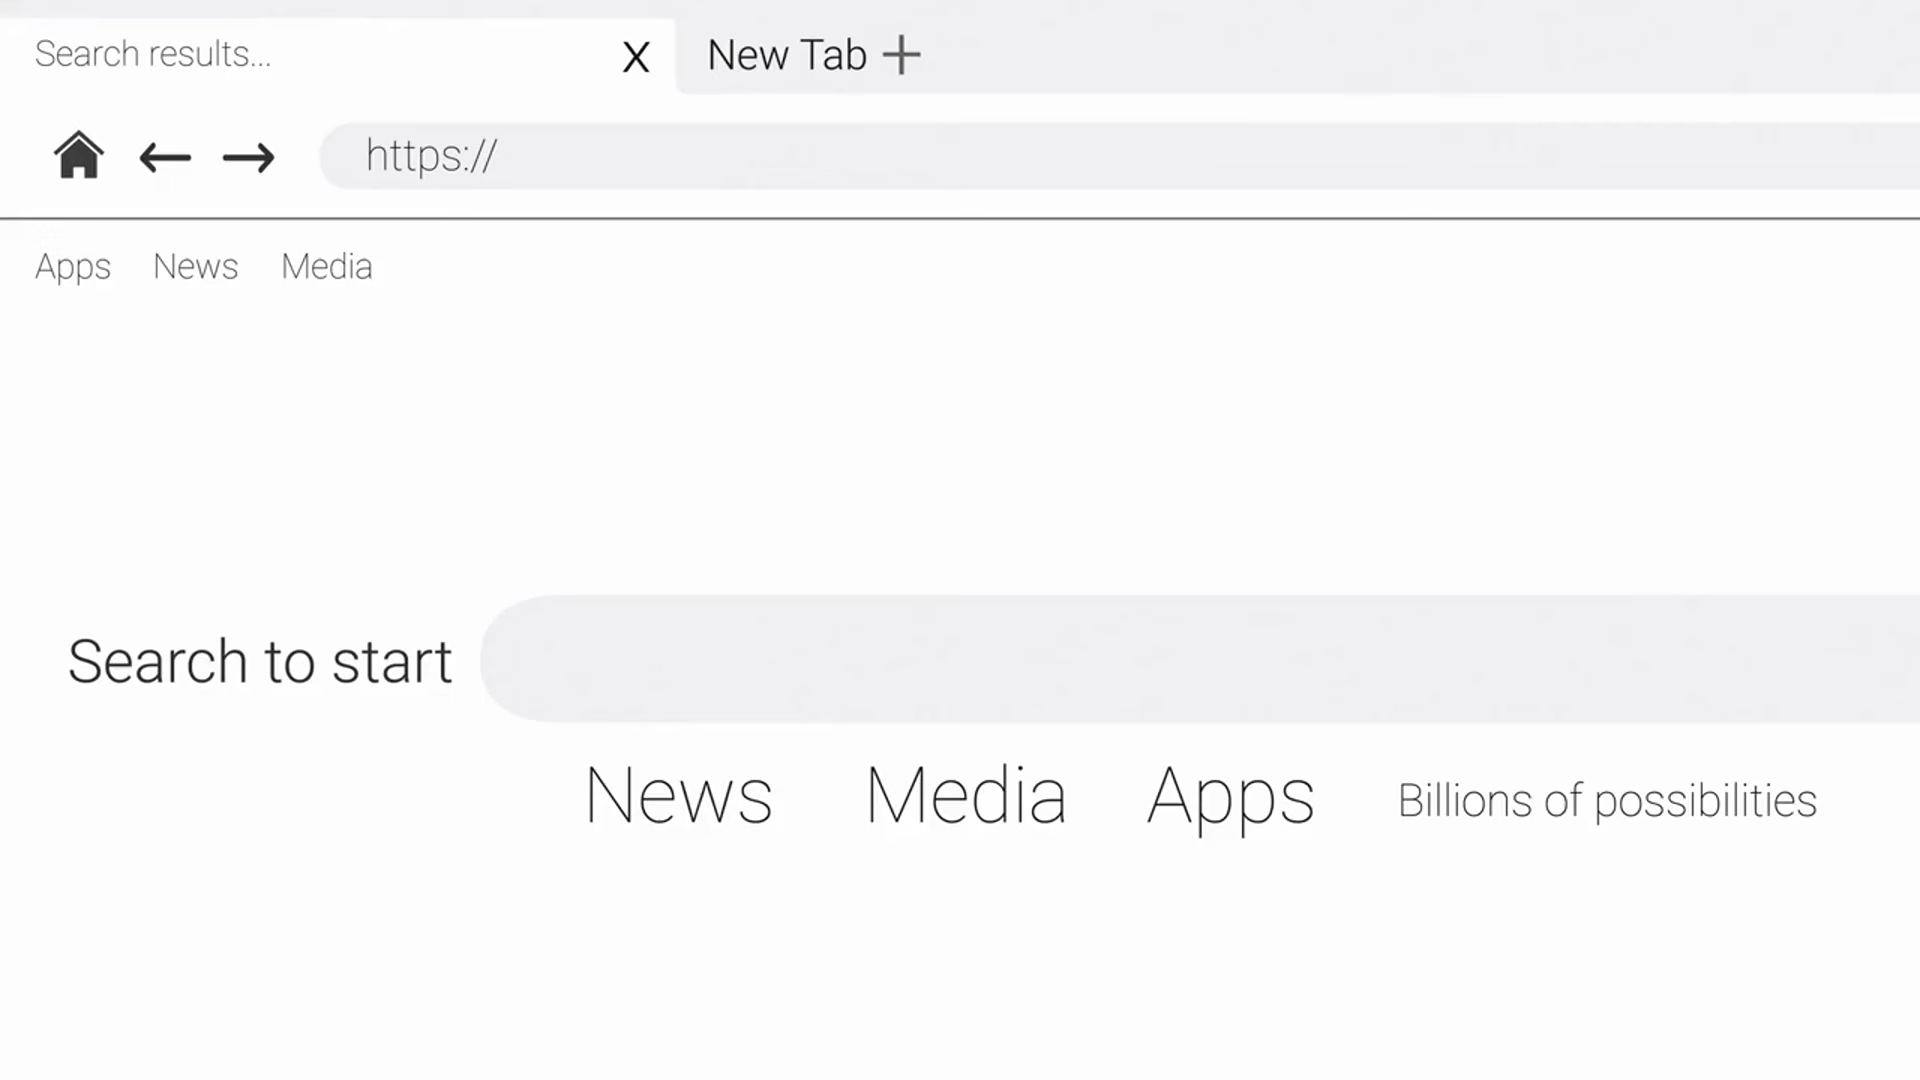 Search results... X New Tab +
https://
Apps News Media
Search to start
News Media Apps Billions of possibilities